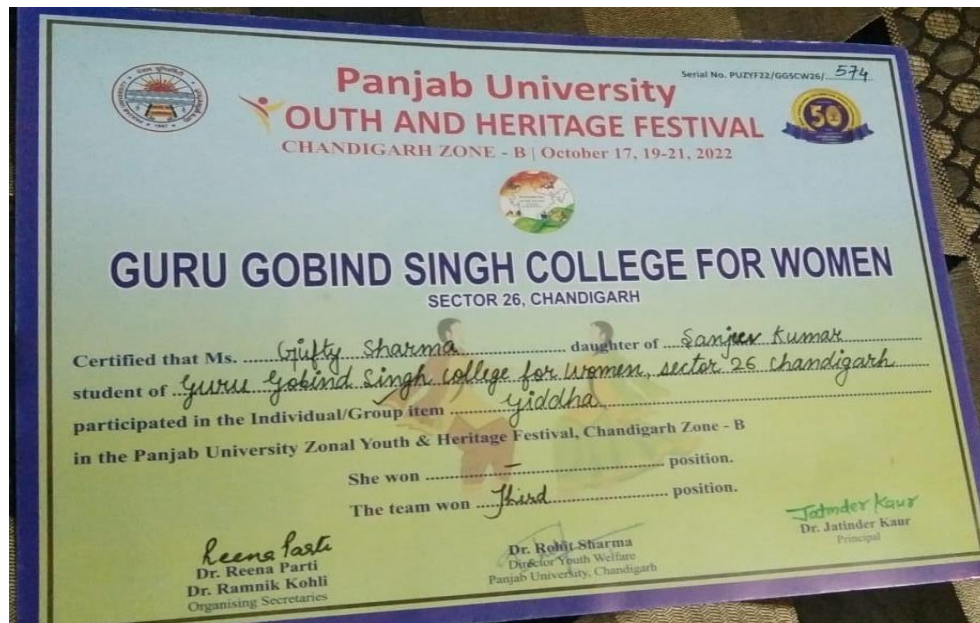 Serial No. PUZYF22/GGSCW26/ 574
Panjab University
YOUTH AND HERITAGE FESTIVAL
CHANDIGARH ZONE - B | October 17, 19-21, 2022
50
GURU GOBIND SINGH COLLEGE FOR WOMEN
SECTOR 26, CHANDIGARH
Certified that Ms. Gifty Sharma daughter of Sanjeev Kumar
student of Guru Gobind Singh college for women, sector 26 Chandigarh
participated in the Individual/Group item Giddha
in the Panjab University Zonal Youth & Heritage Festival, Chandigarh Zone - B
She won – position.
The team won Third position.
Reena Parti
Dr. Reena Parti
Dr. Ramnik Kohli
Organising Secretaries
Dr. Rohit Sharma
Director Youth Welfare
Panjab University, Chandigarh
Jatinder Kaur
Dr. Jatinder Kaur
Principal